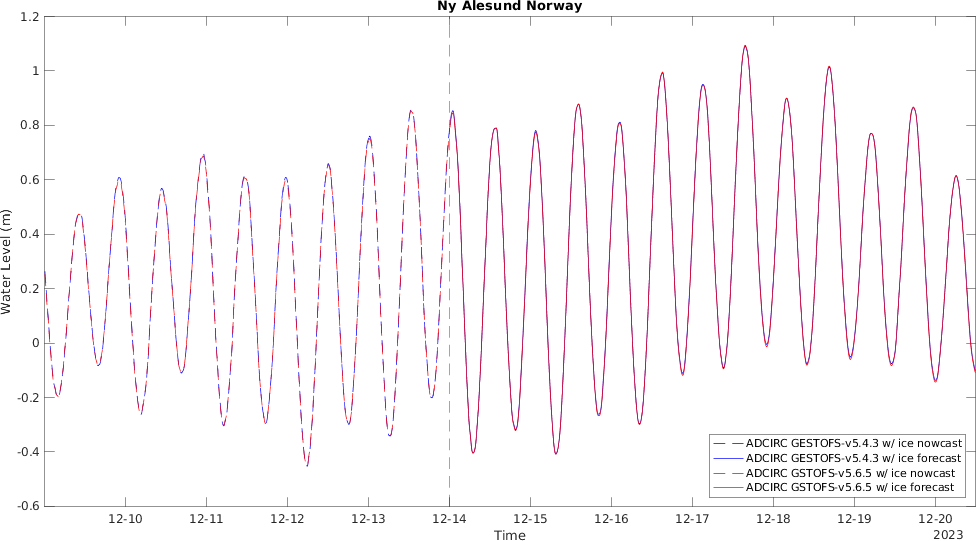 Ny Alesund Norway
Water Level (m)
1.2
1
0.8
0.6
0.4
0.2
0
-0.2
-0.4
-0.6
ADCIRC GESTOFS-v5.4.3 w/ ice nowcast
ADCIRC GESTOFS-v5.4.3 w/ ice forecast
ADCIRC GSTOFS-v5.6.5 w/ ice nowcast
ADCIRC GSTOFS-v5.6.5 w/ ice forecast
12-10 12-11 12-12 12-13 12-14 12-15 12-16 12-17 12-18 12-19 12-20
Time
2023